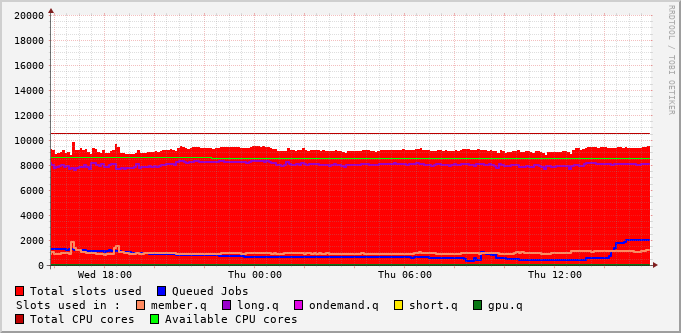 20000
18000
16000
14000
12000
10000
8000
6000
4000
2000
0
Wed 18:00 Thu 00:00 Thu 06:00 Thu 12:00
Total slots used Queued Jobs
Slots used in : member.q long.q ondemand.q short.q gpu.q
Total CPU cores Available CPU cores
RRDTOOL / TOBI OETIKER